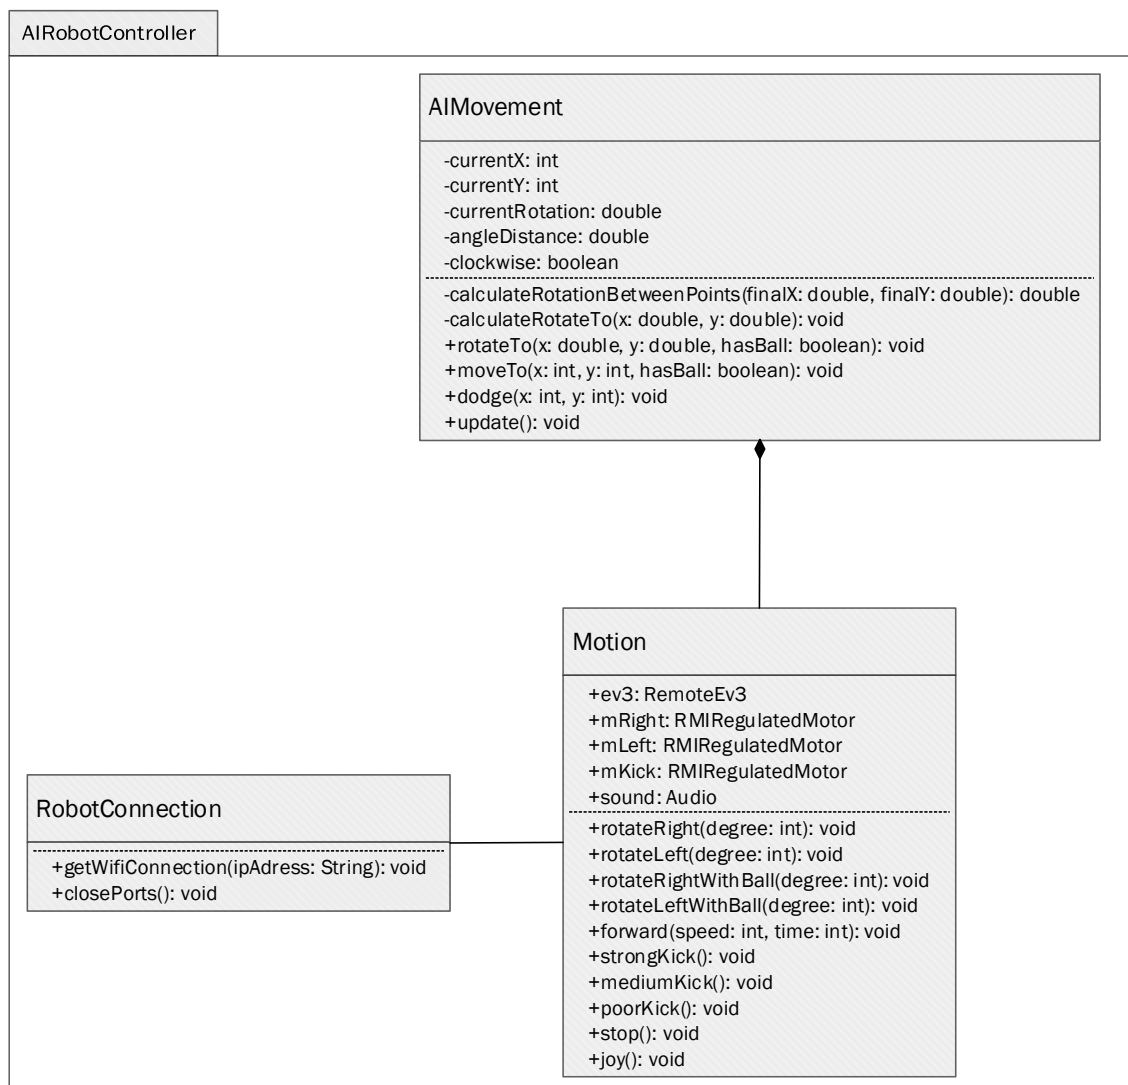 AIRobotController
AIMovement
-currentX: int
-currentY: int
-currentRotation: double
-angleDistance: double
-clockwise: boolean
-calculateRotationBetweenPoints(finalX: double, finalY: double): double
-calculateRotateTo(x: double, y: double): void
+rotateTo(x: double, y: double, hasBall: boolean): void
+moveTo(x: int, y: int, hasBall: boolean): void
+dodge(x: int, y: int): void
+update(): void
Motion
+ev3: RemoteEv3
+mRight: RMIRegulatedMotor
+mLeft: RMIRegulatedMotor
+mKick: RMIRegulatedMotor
+sound: Audio
+rotateRight(degree: int): void
+rotateLeft(degree: int): void
+rotateRightWithBall(degree: int): void
+rotateLeftWithBall(degree: int): void
+forward(speed: int, time: int): void
+strongKick(): void
+mediumKick(): void
+poorKick(): void
+stop(): void
+joy(): void
RobotConnection
+getWifiConnection(ipAdress: String): void
+closePorts(): void